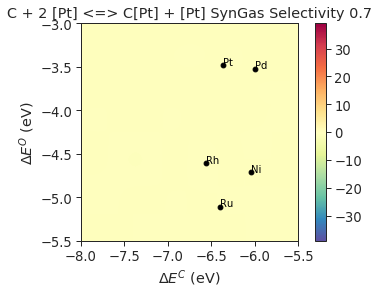 C + 2 [Pt] <=> C[Pt] + [Pt] SynGas Selectivity 0.7
−3.0
−3.5
−4.0
−4.5
−5.0
−5.5
ΔE^O (eV)
Pt
Pd
Rh
Ni
Ru
−8.0 −7.5 −7.0 −6.5 −6.0 −5.5
ΔE^C (eV)
30
20
10
0
−10
−20
−30